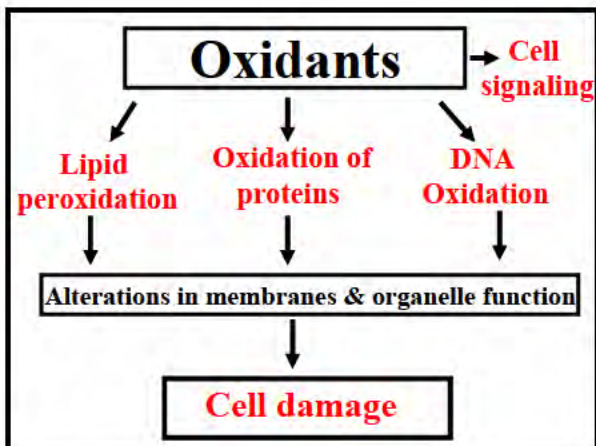 Oxidants
Cell
signaling
Lipid
peroxidation
Oxidation of
proteins
DNA
Oxidation
Alterations in membranes & organelle function
Cell damage